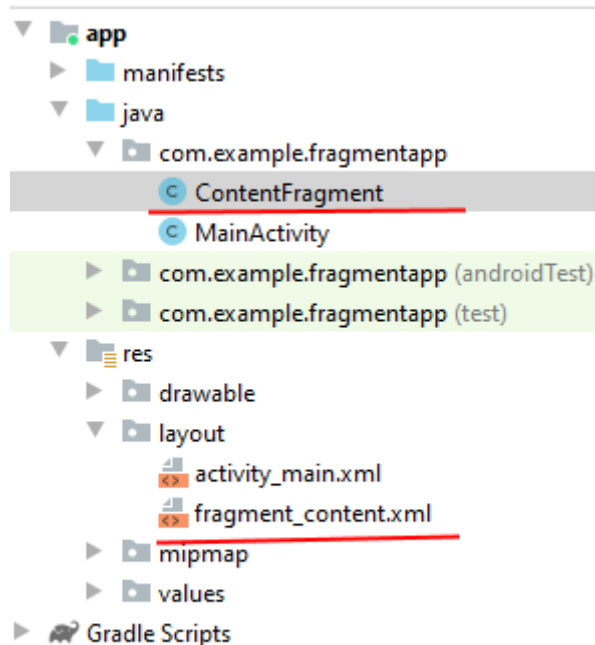 app
manifests
java
com.example.fragmentapp
C ContentFragment
C MainActivity
com.example.fragmentapp (androidTest)
com.example.fragmentapp (test)
res
drawable
layout
activity_main.xml
fragment_content.xml
mipmap
values
Gradle Scripts